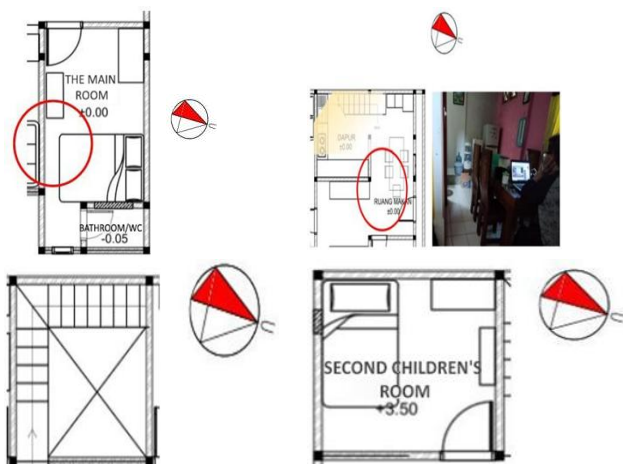 THE MAIN
ROOM
±0.00
BATHROOM/WC
-0.05
U
U
DAPUR
±0.00
RUANG MAKAN
±0.00
U
SECOND CHILDREN'S
ROOM
+3.50
U